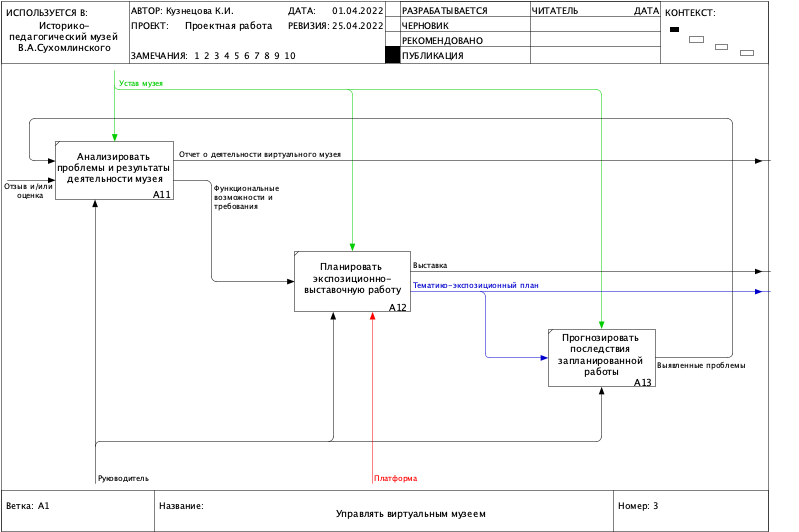 ИСПОЛЬЗУЕТСЯ В:
Историко-
педагогический музей
В.А.Сухомлинского
АВТОР: Кузнецова К.И.
ДАТА: 01.04.2022
ПРОЕКТ: Проектная работа
РЕВИЗИЯ: 25.04.2022
ЗАМЕЧАНИЯ: 1 2 3 4 5 6 7 8 9 10
РАЗРАБАТЫВАЕТСЯ
ЧЕРНОВИК
РЕКОМЕНДОВАНО
ПУБЛИКАЦИЯ
ЧИТАТЕЛЬ
ДАТА
КОНТЕКСТ:
Устав музея
Анализировать
проблемы и результаты
деятельности музея
A11
Отчет о деятельности виртуального музея
Отзыв и/или
оценка
Функциональные
возможности и
требования
Планировать
экспозиционно-
выставочную работу
A12
Выставка
Тематико-экспозиционный план
Прогнозировать
последствия
запланированной
работы
A13
Выявленные проблемы
Руководитель
Платформа
Ветка: A1
Название:
Управлять виртуальным музеем
Номер: 3